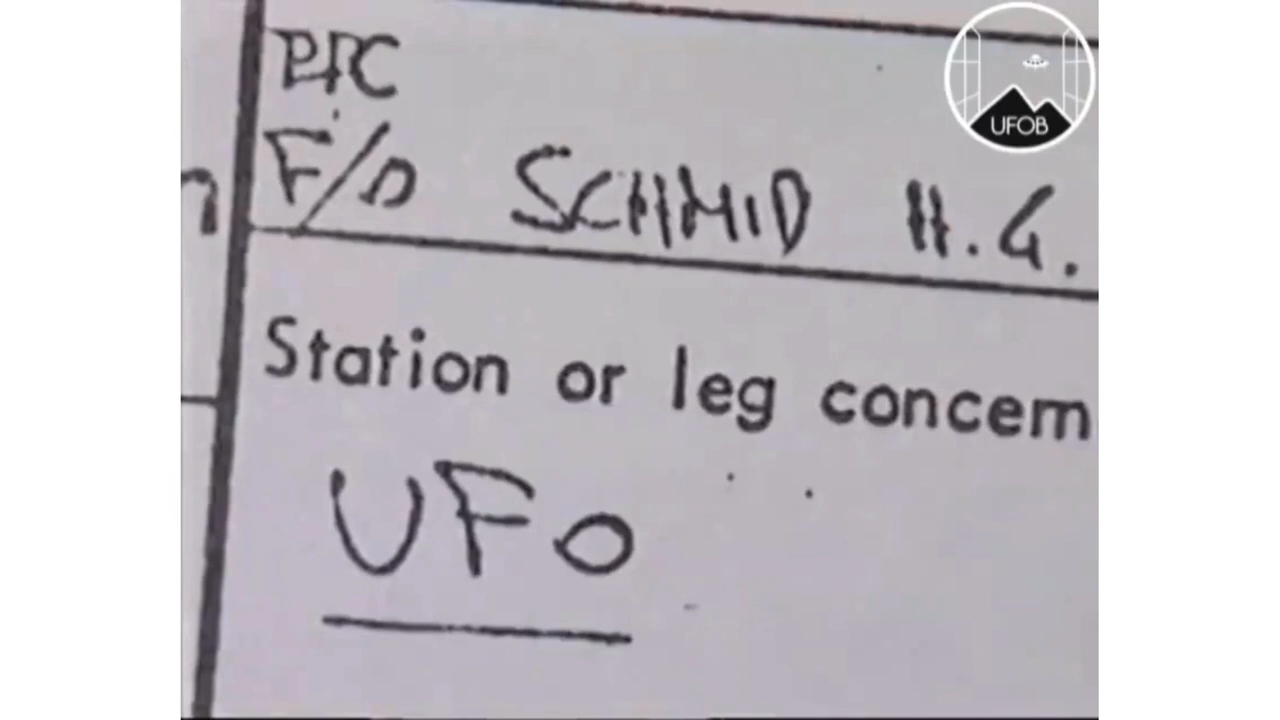 PIC
F/O SCHMID H.G.
Station or leg concern
UFO
UFOB